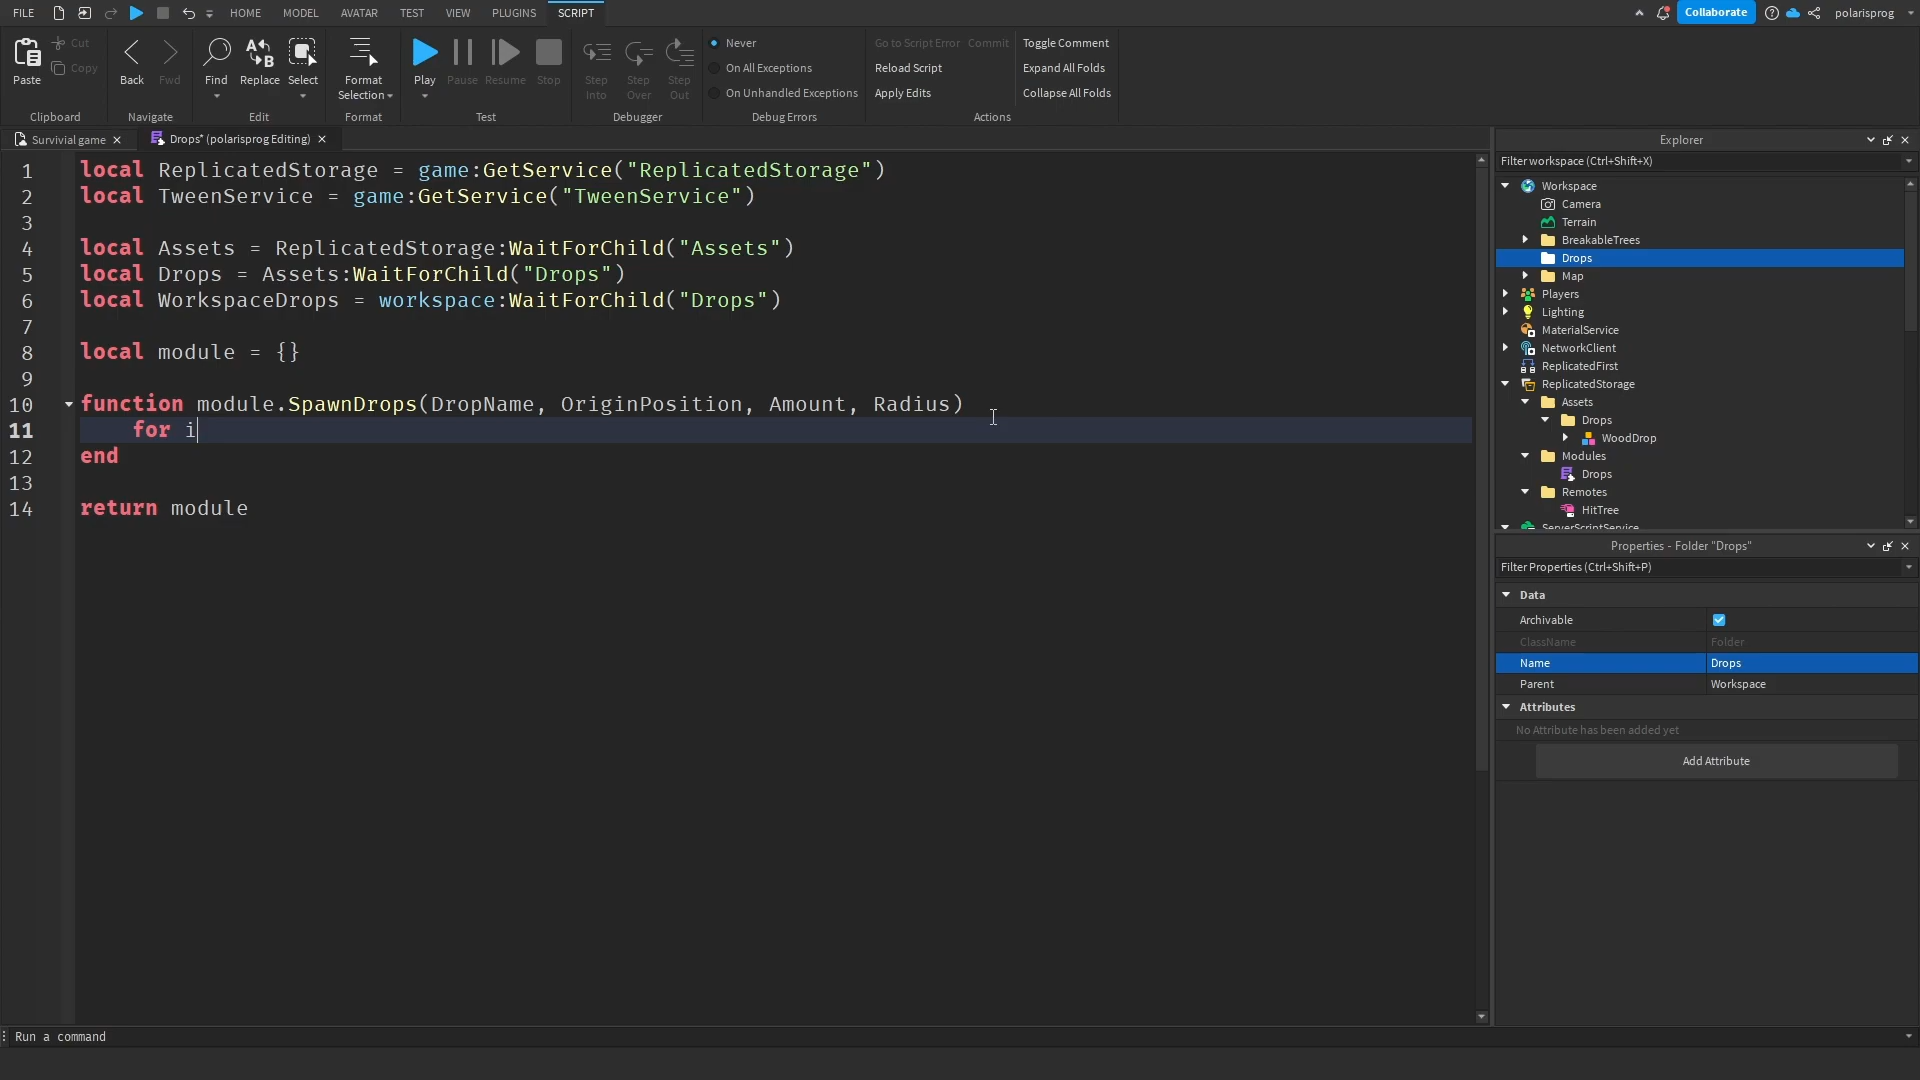 FILE HOME MODEL AVATAR TEST VIEW PLUGINS SCRIPT Collaborate polarisprog
Paste Cut Copy Back Fwd Find Replace Select Format Selection Play Pause Resume Stop Step Into Step Over Step Out
Never Go to Script Error Commit Toggle Comment
On All Exceptions Reload Script Expand All Folds
On Unhandled Exceptions Apply Edits Collapse All Folds
Clipboard Navigate Edit Format Test Debugger Debug Errors Actions
Survivial game Drops* (polarisprog Editing)
1 local ReplicatedStorage = game:GetService("ReplicatedStorage")
2 local TweenService = game:GetService("TweenService")
3
4 local Assets = ReplicatedStorage:WaitForChild("Assets")
5 local Drops = Assets:WaitForChild("Drops")
6 local WorkspaceDrops = workspace:WaitForChild("Drops")
7
8 local module = {}
9
10 function module.SpawnDrops(DropName, OriginPosition, Amount, Radius)
11 for i
12 end
13
14 return module
Explorer
Filter workspace (Ctrl+Shift+X)
Workspace
Camera
Terrain
BreakableTrees
Drops
Map
Players
Lighting
MaterialService
NetworkClient
ReplicatedFirst
ReplicatedStorage
Assets
Drops
WoodDrop
Modules
Drops
Remotes
HitTree
ServerScriptService
Properties - Folder "Drops"
Filter Properties (Ctrl+Shift+P)
Data
Archivable
ClassName Folder
Name Drops
Parent Workspace
Attributes
No Attribute has been added yet
Add Attribute
Run a command